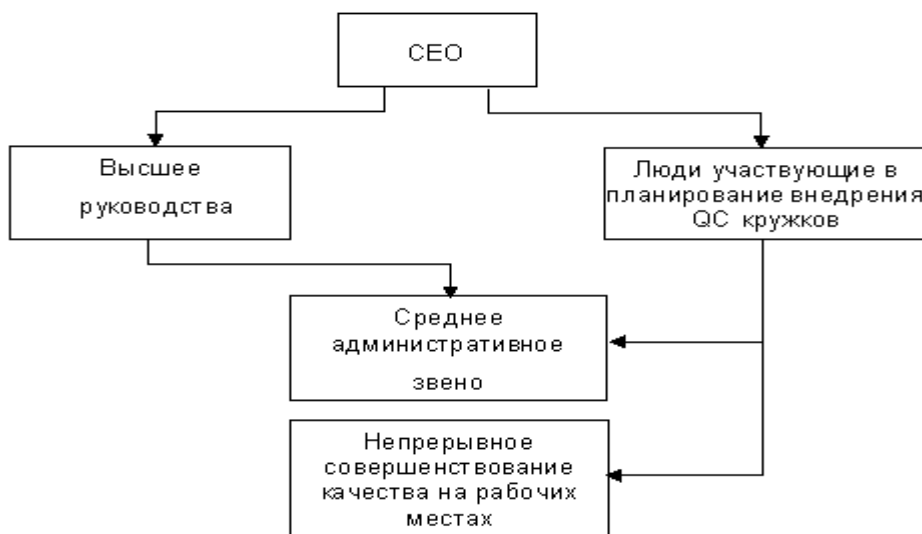 CEO
Высшее
руководства
Люди участвующие в
планирование внедрения
QC кружков
Среднее
административное
звено
Непрерывное
совершенствование
качества на рабочих
местах